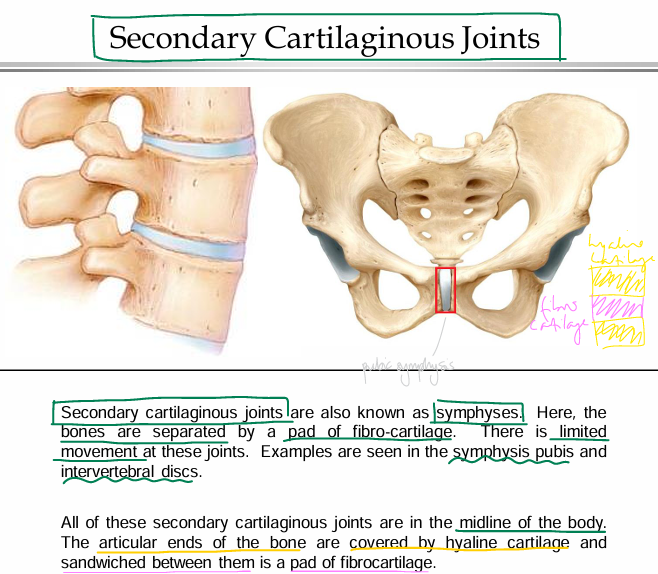 Secondary Cartilaginous Joints
hyaline
cartilage
fibro
cartilage
pubic symphysis
Secondary cartilaginous joints are also known as symphyses. Here, the
bones are separated by a pad of fibro-cartilage. There is limited
movement at these joints. Examples are seen in the symphysis pubis and
intervertebral discs.
All of these secondary cartilaginous joints are in the midline of the body.
The articular ends of the bone are covered by hyaline cartilage and
sandwiched between them is a pad of fibrocartilage.